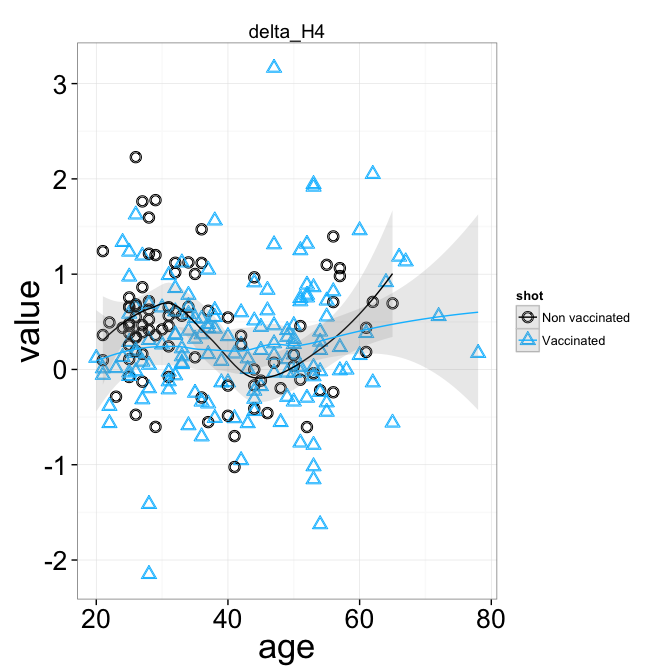 delta_H4
3
2
1
0
-1
-2
value
20 40 60 80
age
shot
Non vaccinated
Vaccinated